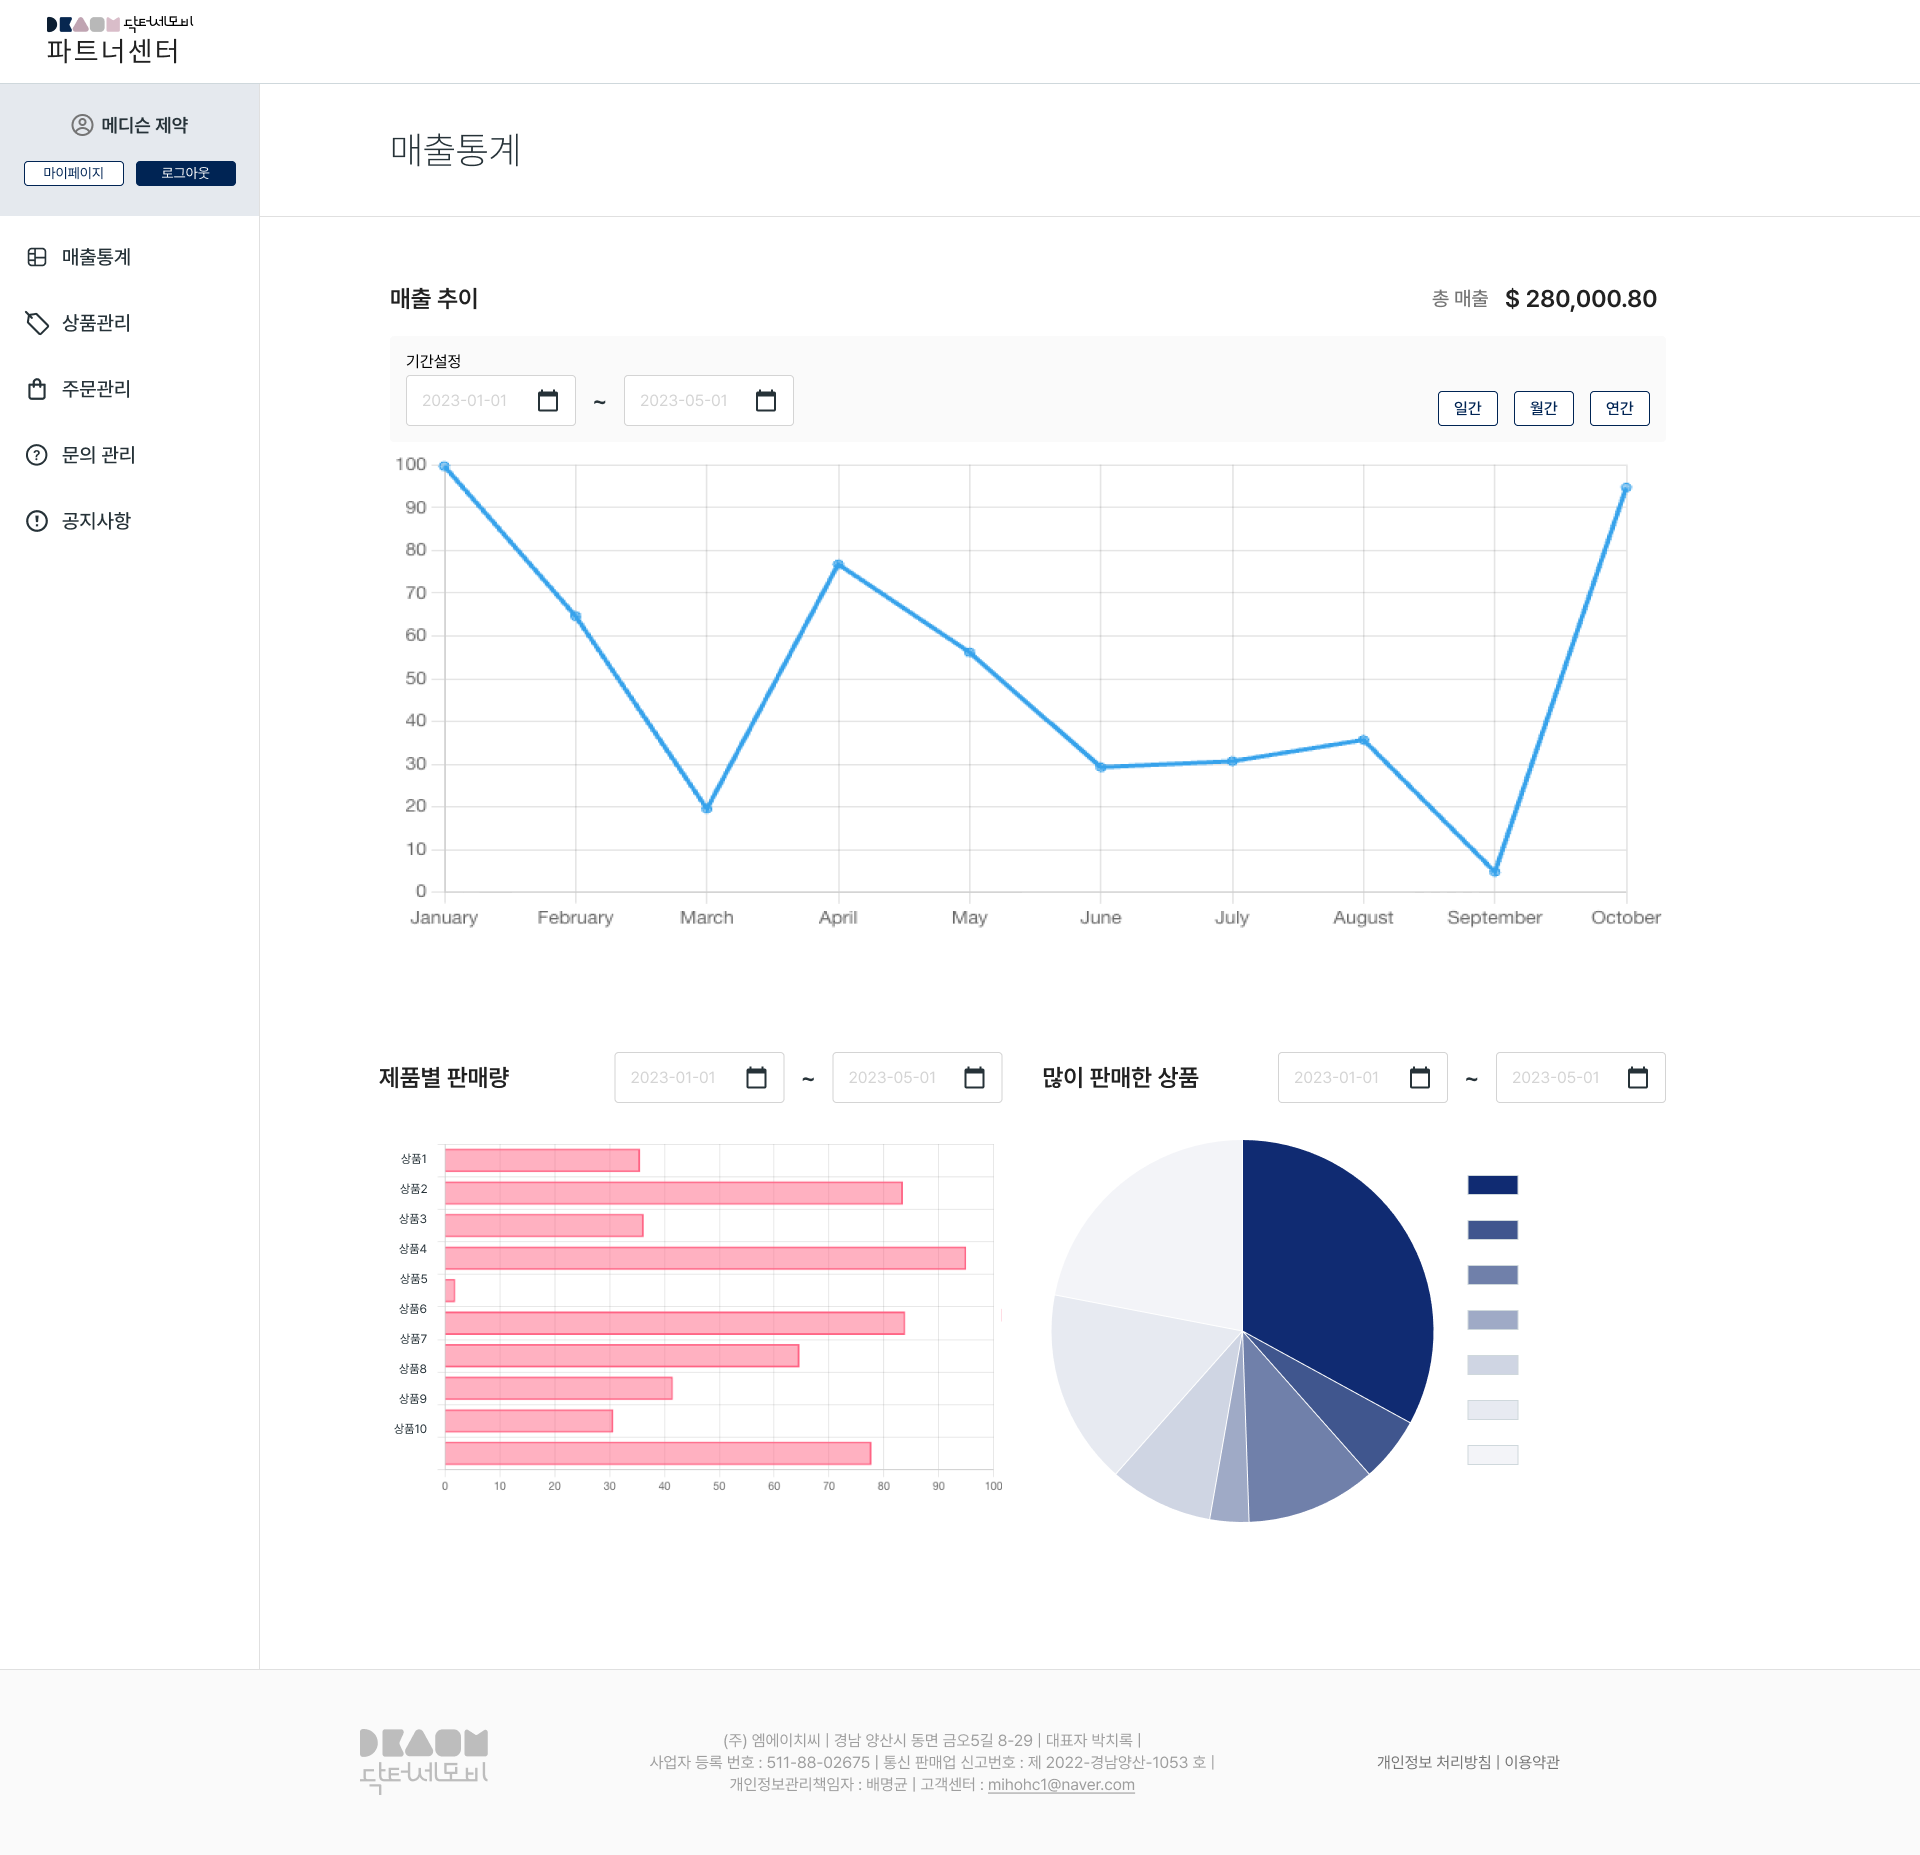 DRAOM 닥터세모비
파트너센터
메디슨 제약
마이페이지
로그아웃
매출통계
상품관리
주문관리
문의 관리
공지사항
매출통계
매출 추이
총 매출 $ 280,000.80
기간설정
2023-01-01 ~ 2023-05-01
일간 월간 연간
100
90
80
70
60
50
40
30
20
10
0
January February March April May June July August September October
제품별 판매량
2023-01-01 ~ 2023-05-01
상품1
상품2
상품3
상품4
상품5
상품6
상품7
상품8
상품9
상품10
0 10 20 30 40 50 60 70 80 90 100
많이 판매한 상품
2023-01-01 ~ 2023-05-01
DRAOM
닥터세모비
(주) 엠에이치씨 | 경남 양산시 동면 금오5길 8-29 | 대표자 박치록 |
사업자 등록 번호 : 511-88-02675 | 통신 판매업 신고번호 : 제 2022-경남양산-1053 호 |
개인정보관리책임자 : 배명균 | 고객센터 : mihohc1@naver.com
개인정보 처리방침 | 이용약관